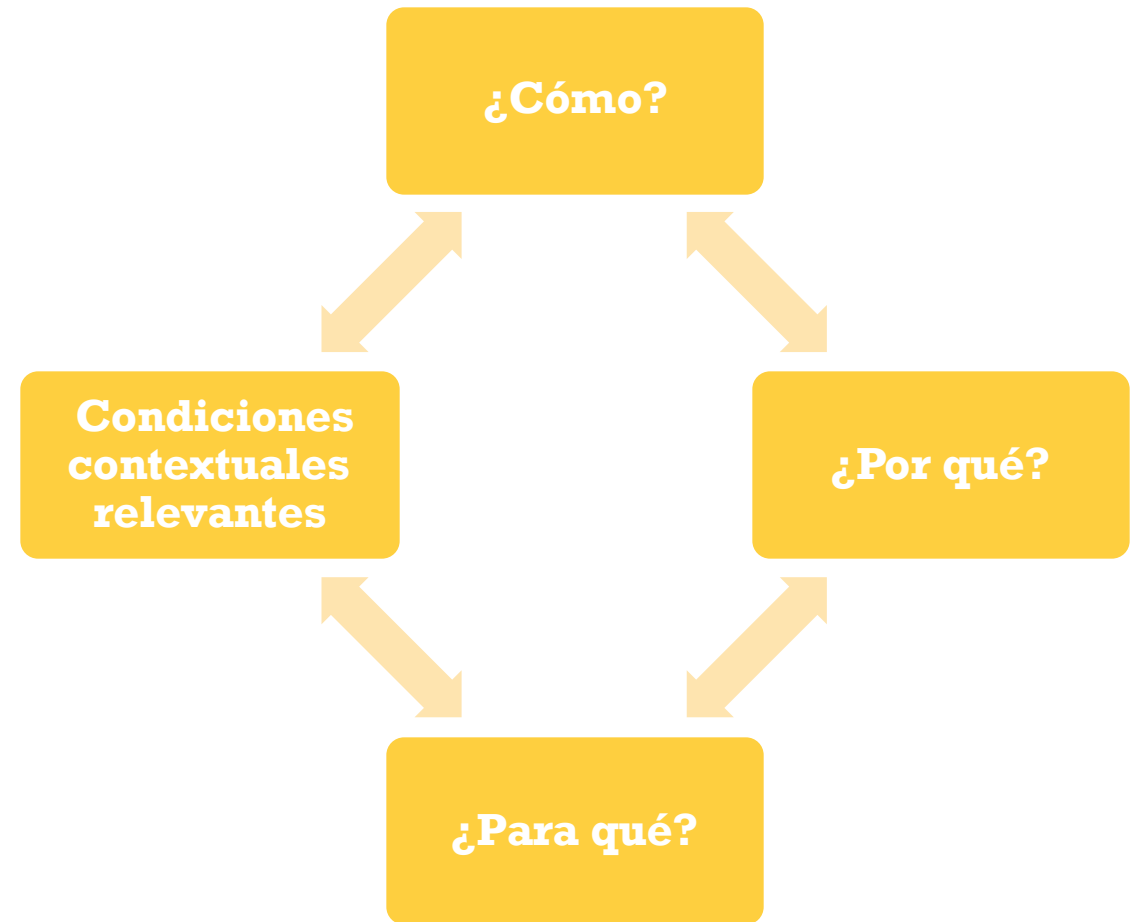 ¿Cómo?
Condiciones
contextuales
relevantes
¿Por qué?
¿Para qué?